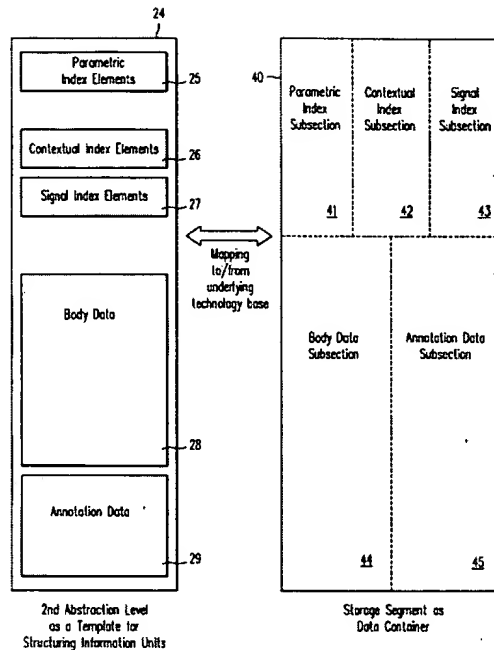 24
Parametric
Index Elements
25
Contextual Index Elements
26
Signal Index Elements
27
Body Data
28
Annotation Data
29
2nd Abstraction Level
as a Template for
Structuring Information Units
Mapping
to/from
underlying
technology base
40
Parametric
Index
Subsection
41
Contextual
Index
Subsection
42
Signal
Index
Subsection
43
Body Data
Subsection
44
Annotation Data
Subsection
45
Storage Segment as
Data Container